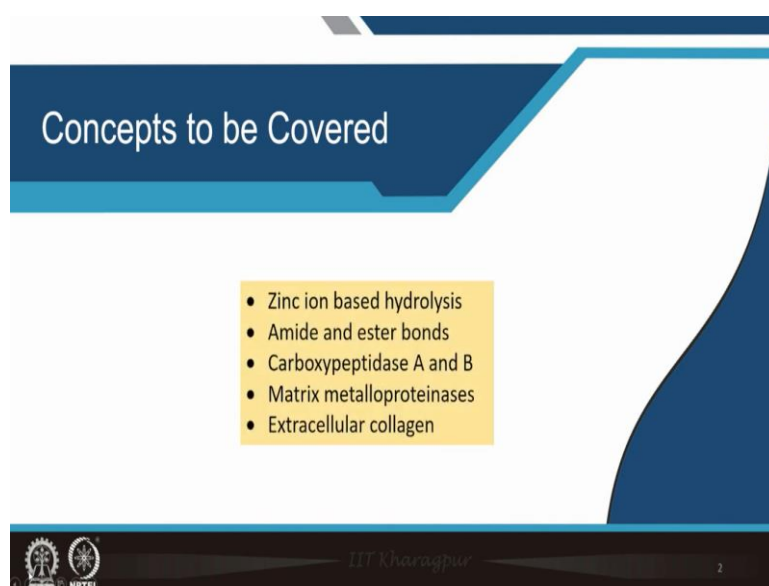 Concepts to be Covered
• Zinc ion based hydrolysis
• Amide and ester bonds
• Carboxypeptidase A and B
• Matrix metalloproteinases
• Extracellular collagen
IIT Kharagpur
NPTEL
2